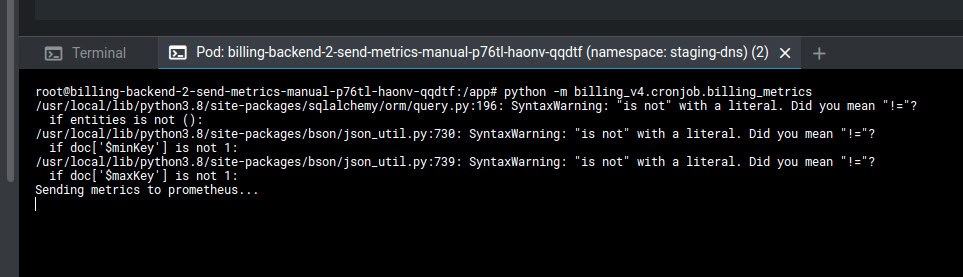 Terminal
Pod: billing-backend-2-send-metrics-manual-p76tl-haonv-qqdtf (namespace: staging-dns) (2)
root@billing-backend-2-send-metrics-manual-p76tl-haonv-qqdtf:/app# python -m billing_v4.cronjob.billing_metrics
/usr/local/lib/python3.8/site-packages/sqlalchemy/orm/query.py:196: SyntaxWarning: "is not" with a literal. Did you mean "!="?
  if entities is not ():
/usr/local/lib/python3.8/site-packages/bson/json_util.py:730: SyntaxWarning: "is not" with a literal. Did you mean "!="?
  if doc['$minKey'] is not 1:
/usr/local/lib/python3.8/site-packages/bson/json_util.py:739: SyntaxWarning: "is not" with a literal. Did you mean "!="?
  if doc['$maxKey'] is not 1:
Sending metrics to prometheus...